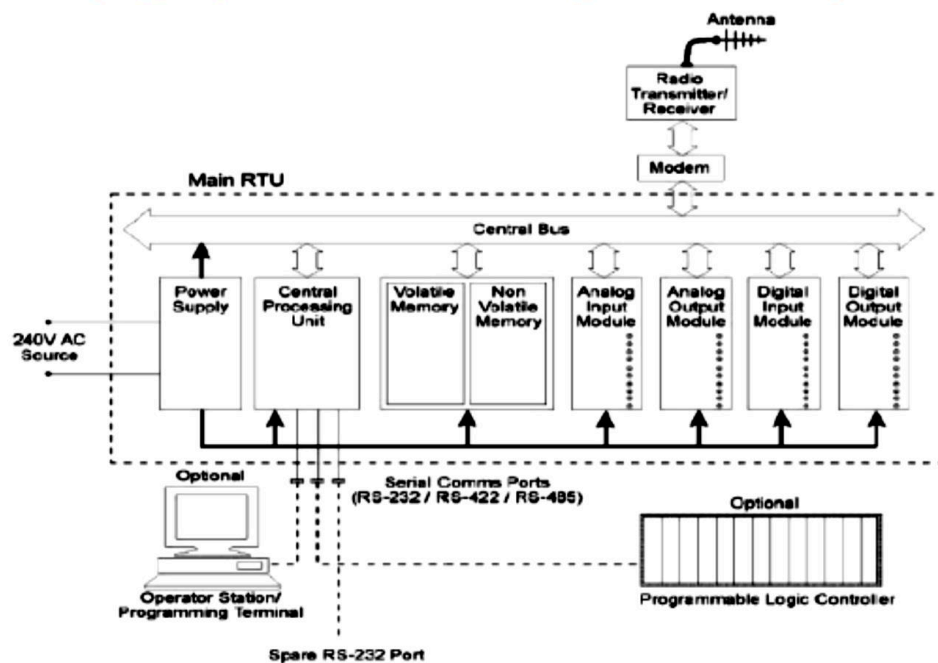 Antenna
Radio
Transmitter/
Receiver
Modem
Main RTU
Central Bus
Power
Supply
Central
Processing
Unit
Volatile
Memory
Non
Volatile
Memory
Analog
Input
Module
Analog
Output
Module
Digital
Input
Module
Digital
Output
Module
240V AC
Source
Optional
Serial Comms Ports
(RS-232 / RS-422 / RS-485)
Optional
Operator Station/
Programming Terminal
Programmable Logic Controller
Spare RS-232 Port